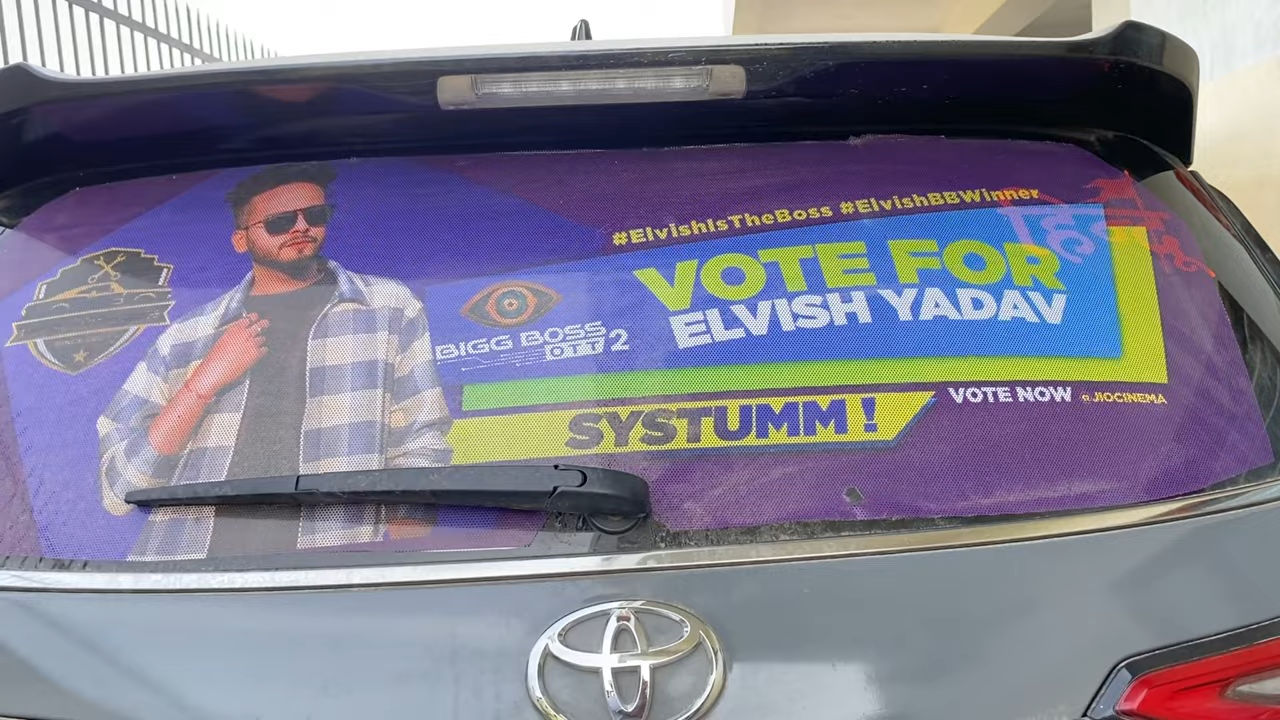 #ElvishIsTheBoss #ElvishBBWinner
VOTE FOR
ELVISH YADAV
BIGG BOSS
OTT 2
VOTE NOW @JIOCINEMA
SYSTUMM !